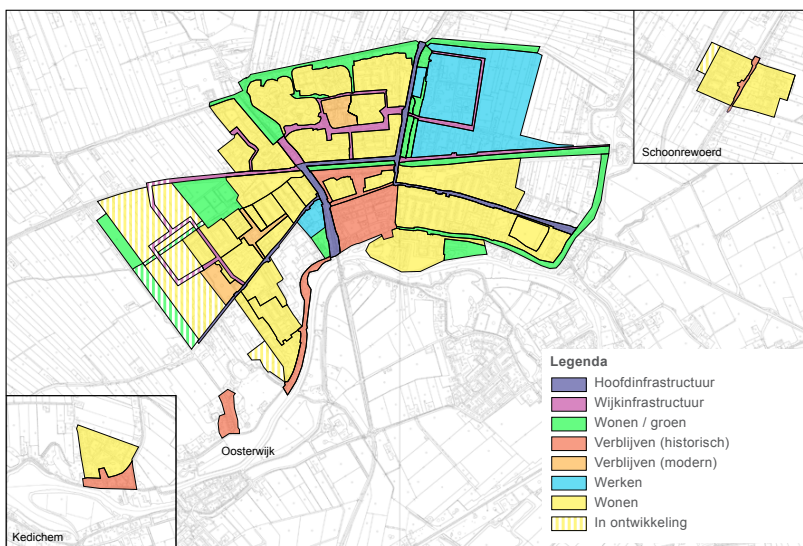 Schoonrewoerd
Oosterwijk
Kedichem
Legenda
Hoofdinfrastructuur
Wijkinfrastructuur
Wonen / groen
Verblijven (historisch)
Verblijven (modern)
Werken
Wonen
In ontwikkeling